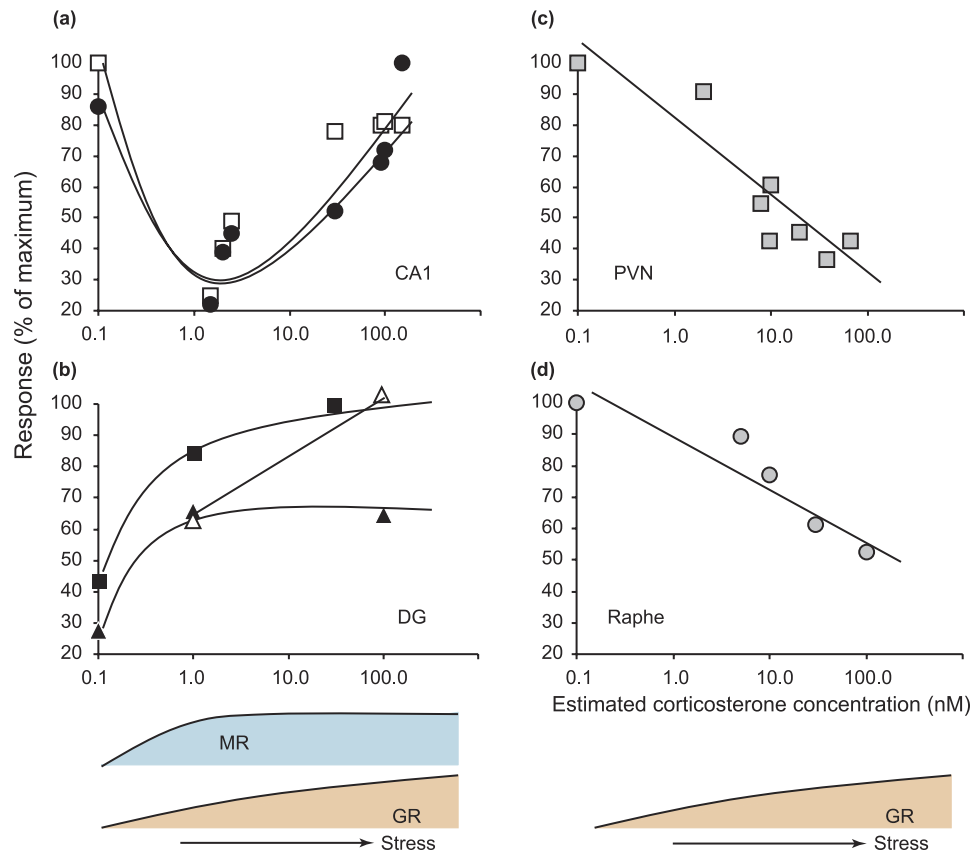 (a)
100
90
80
70
60
50
40
30
20
0.1 1.0 10.0 100.0
CA1
(b)
100
90
80
70
60
50
40
30
20
0.1 1.0 10.0 100.0
DG
Response (% of maximum)
MR
GR
Stress
(c)
100
90
80
70
60
50
40
30
20
0.1 1.0 10.0 100.0
PVN
(d)
100
90
80
70
60
50
40
30
20
0.1 1.0 10.0 100.0
Raphe
Estimated corticosterone concentration (nM)
GR
Stress